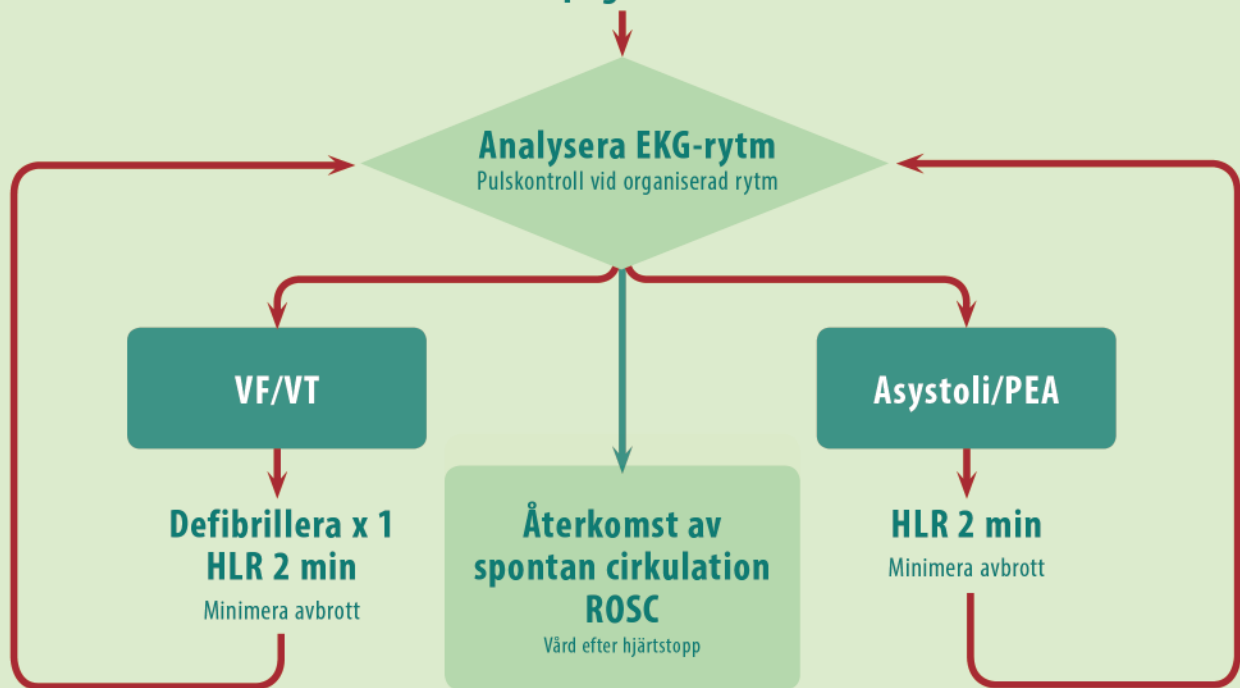 Analysera EKG-rytm
Pulskontroll vid organiserad rytm
VF/VT
Asystoli/PEA
Defibrillera x 1
HLR 2 min
Minimera avbrott
Återkomst av
spontan cirkulation
ROSC
Vård efter hjärtstopp
HLR 2 min
Minimera avbrott